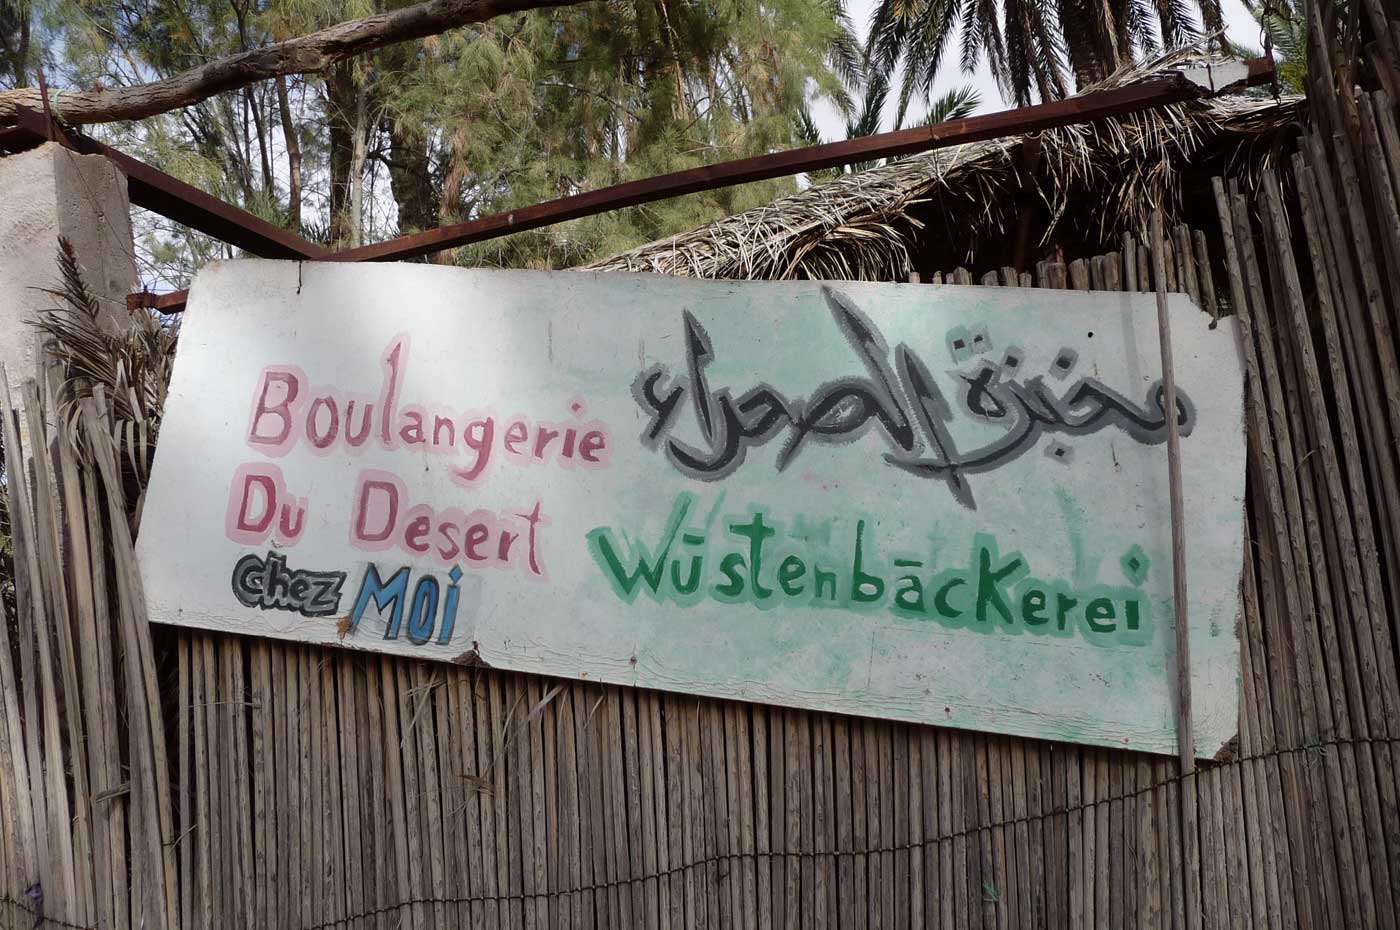 Boulangerie
Du Desert
chez Moi
مخبزة الصحراء
Wüstenbäckerei